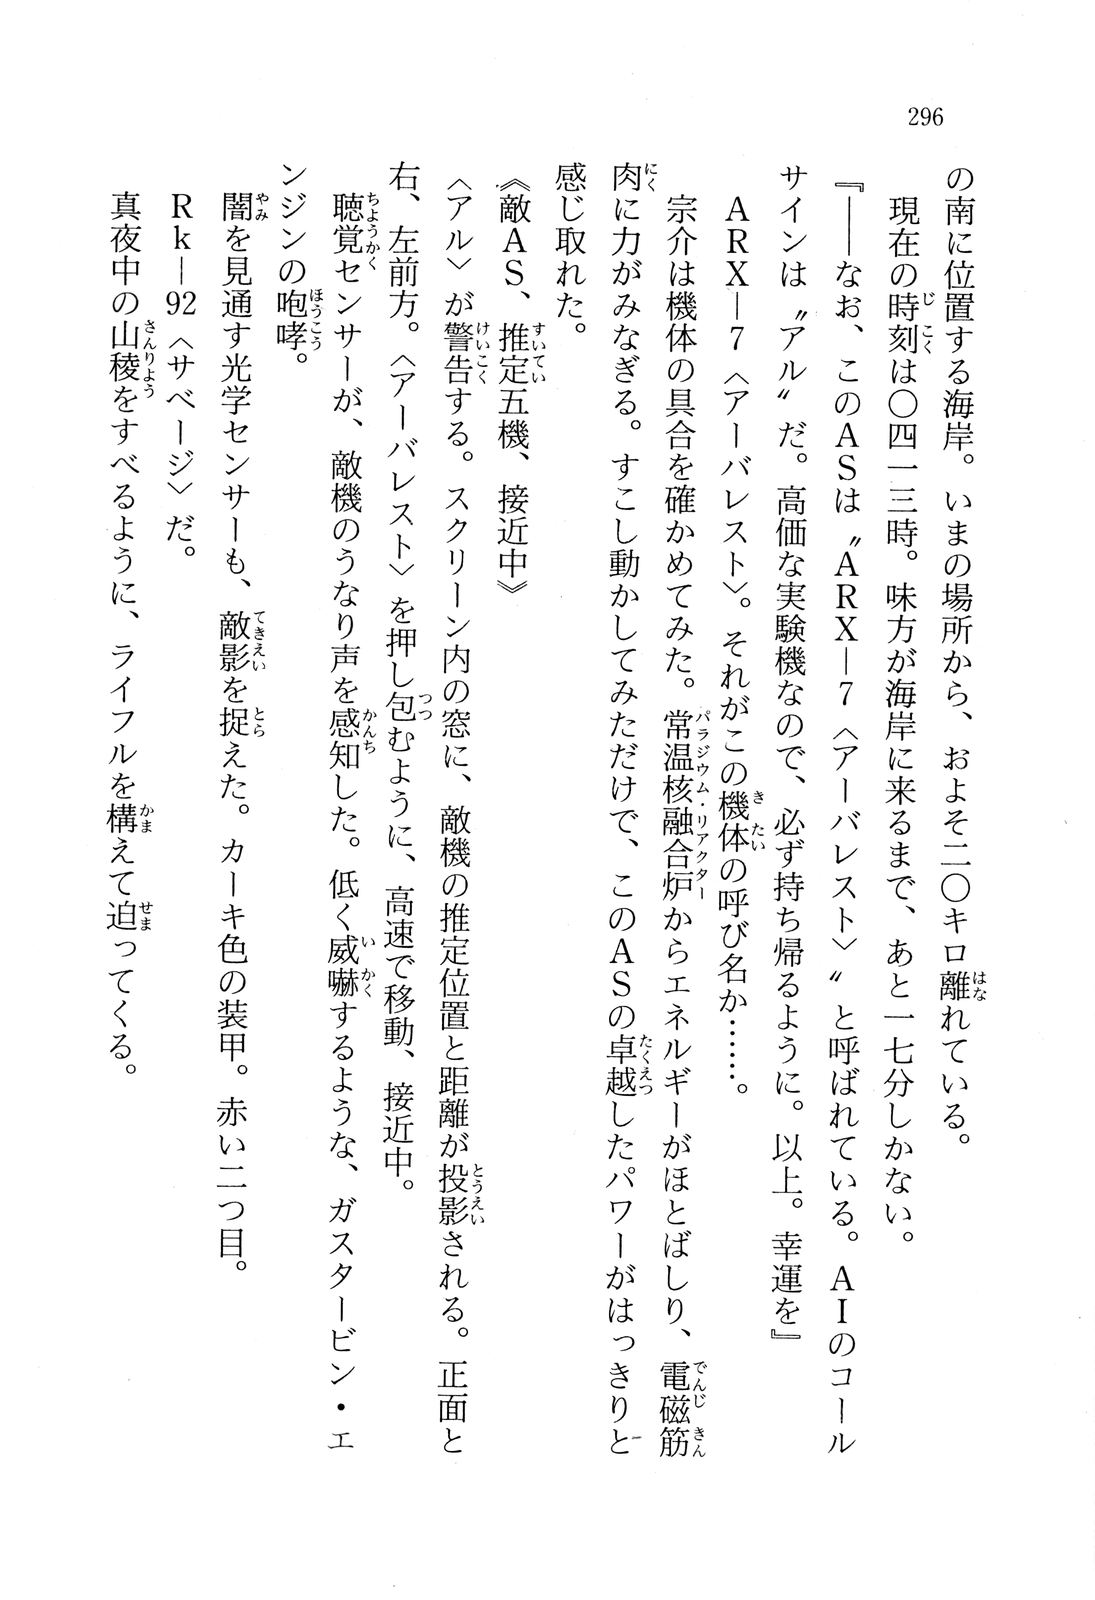 296
の南に位置する海岸。いまの場所から、およそ二〇キロ離れている。
現在の時刻は〇四一三時。味方が海岸に来るまで、あと一七分しかない。
『――なお、このASは〝ARX―7〈アーバレスト〉〟と呼ばれている。AIのコール
サインは〝アル〟だ。高価な実験機なので、必ず持ち帰るように。以上。幸運を』
ARX―7〈アーバレスト〉。それがこの機体の呼び名か……。
宗介は機体の具合を確かめてみた。常温核融合炉からエネルギーがほとばしり、電磁筋
肉に力がみなぎる。すこし動かしてみただけで、このASの卓越したパワーがはっきりと
感じ取れた。
《敵AS、推定五機、接近中》
〈アル〉が警告する。スクリーン内の窓に、敵機の推定位置と距離が投影される。正面と
右、左前方。〈アーバレスト〉を押し包むように、高速で移動、接近中。
聴覚センサーが、敵機のうなり声を感知した。低く威嚇するような、ガスタービン・エ
ンジンの咆哮。
闇を見通す光学センサーも、敵影を捉えた。カーキ色の装甲。赤い二つ目。
Rk―92〈サベージ〉だ。
真夜中の山稜をすべるように、ライフルを構えて迫ってくる。